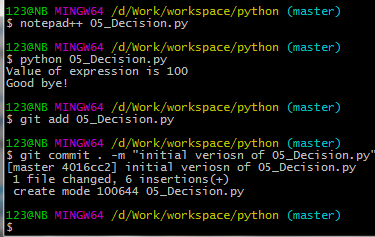 123@NB MINGW64 /d/Work/workspace/python (master)
$ notepad++ 05_Decision.py
123@NB MINGW64 /d/Work/workspace/python (master)
$ python 05_Decision.py
Value of expression is 100
Good bye!
123@NB MINGW64 /d/Work/workspace/python (master)
$ git add 05_Decision.py
123@NB MINGW64 /d/Work/workspace/python (master)
$ git commit . -m "initial veriosn of 05_Decision.py"
[master 4016cc2] initial veriosn of 05_Decision.py
1 file changed, 6 insertions(+)
create mode 100644 05_Decision.py
123@NB MINGW64 /d/Work/workspace/python (master)
$